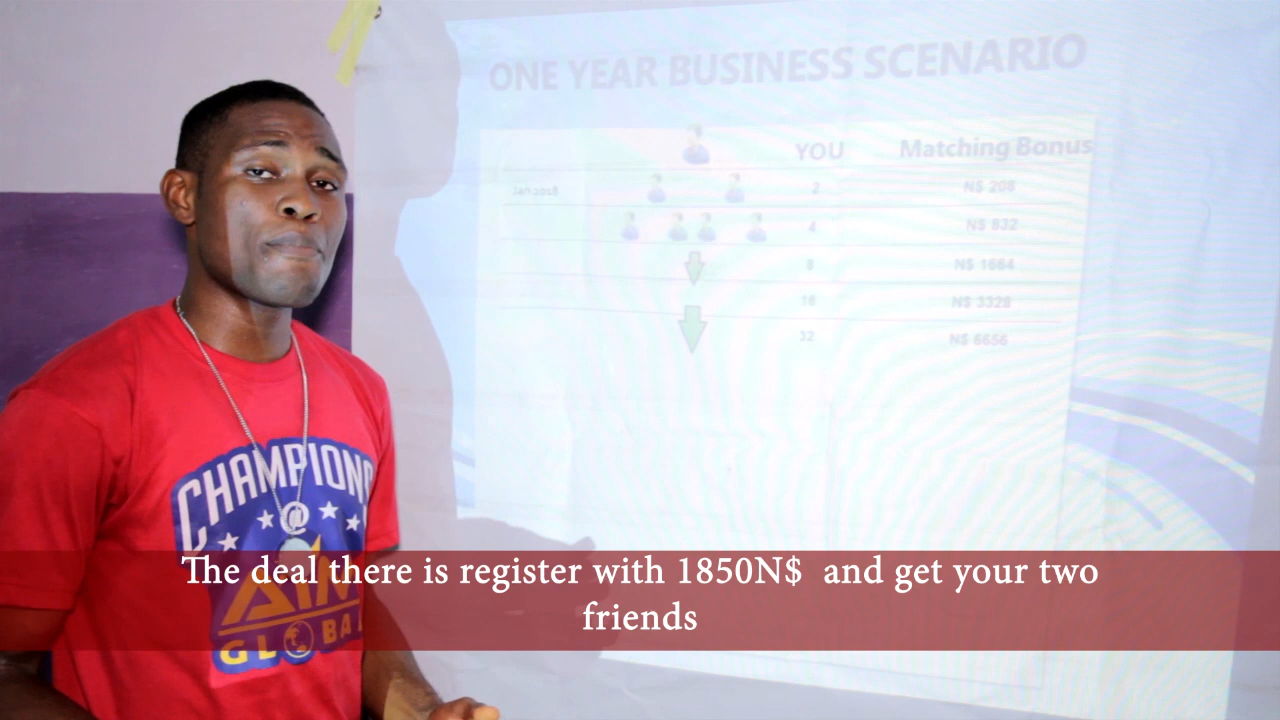 ONE YEAR BUSINESS SCENARIO
YOU Matching Bonus
Jan 2018 2 N$ 208
4 N$ 832
8 N$ 1664
16 N$ 3328
32 N$ 6656
CHAMPIONS
@
AIM
GLOBAL
The deal there is register with 1850N$ and get your two
friends